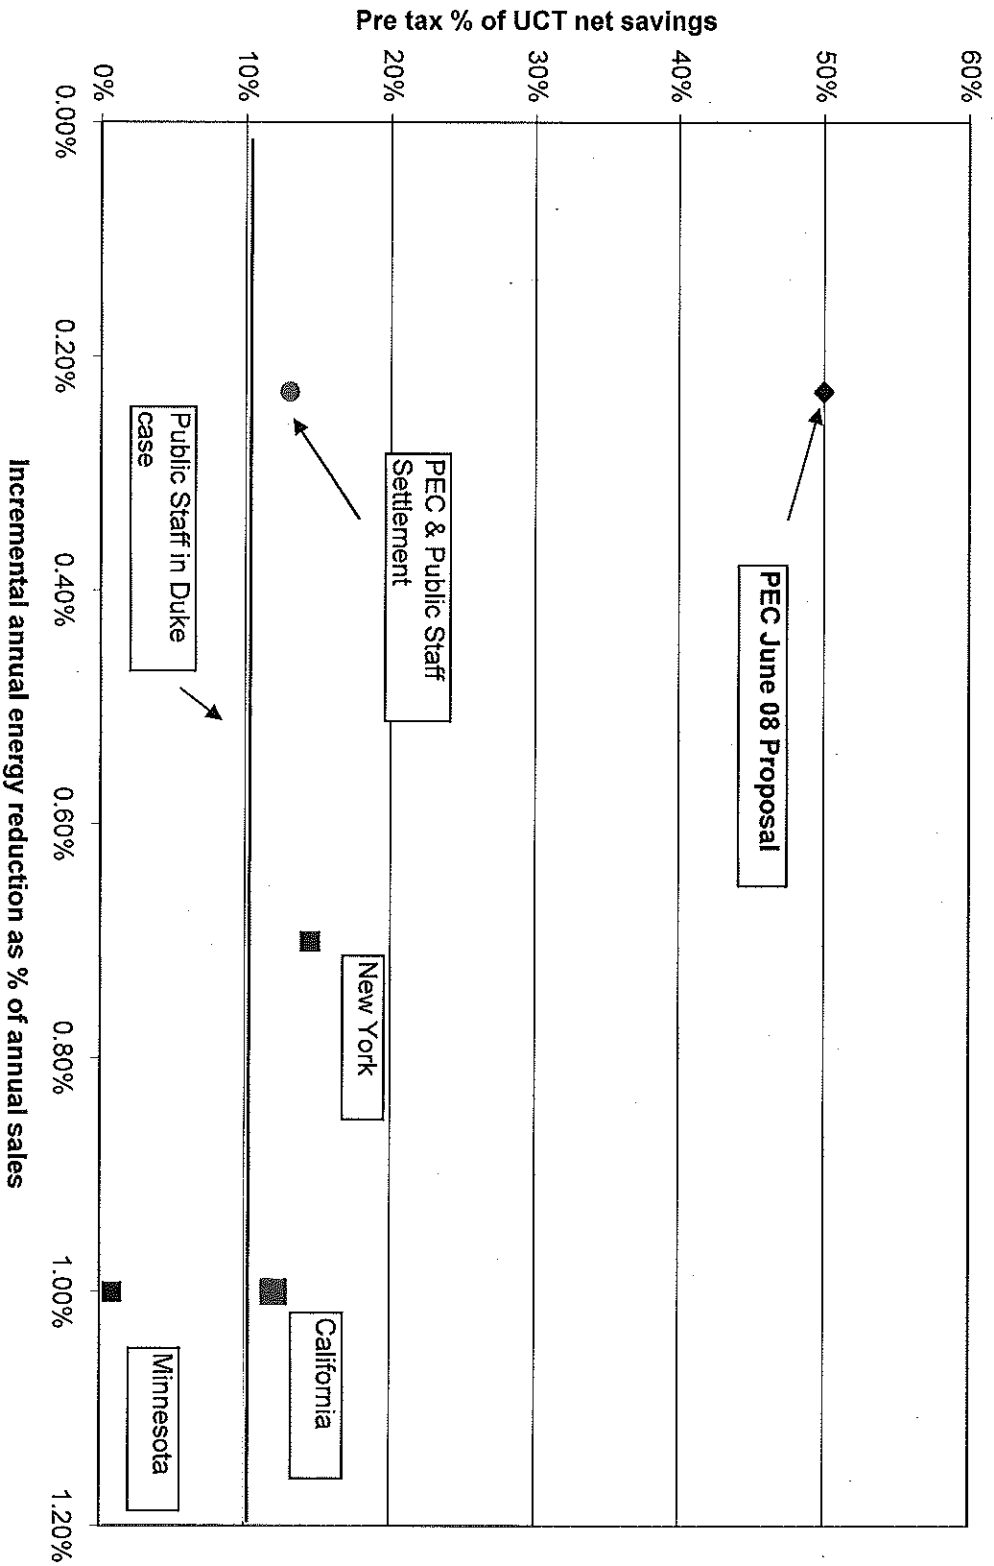 Pre tax % of UCT net savings
60%
50%
40%
30%
20%
10%
0%
PEC June 08 Proposal
PEC & Public Staff
Settlement
Public Staff in Duke
case
New York
California
Minnesota
0.00%
0.20%
0.40%
0.60%
0.80%
1.00%
1.20%
Incremental annual energy reduction as % of annual sales